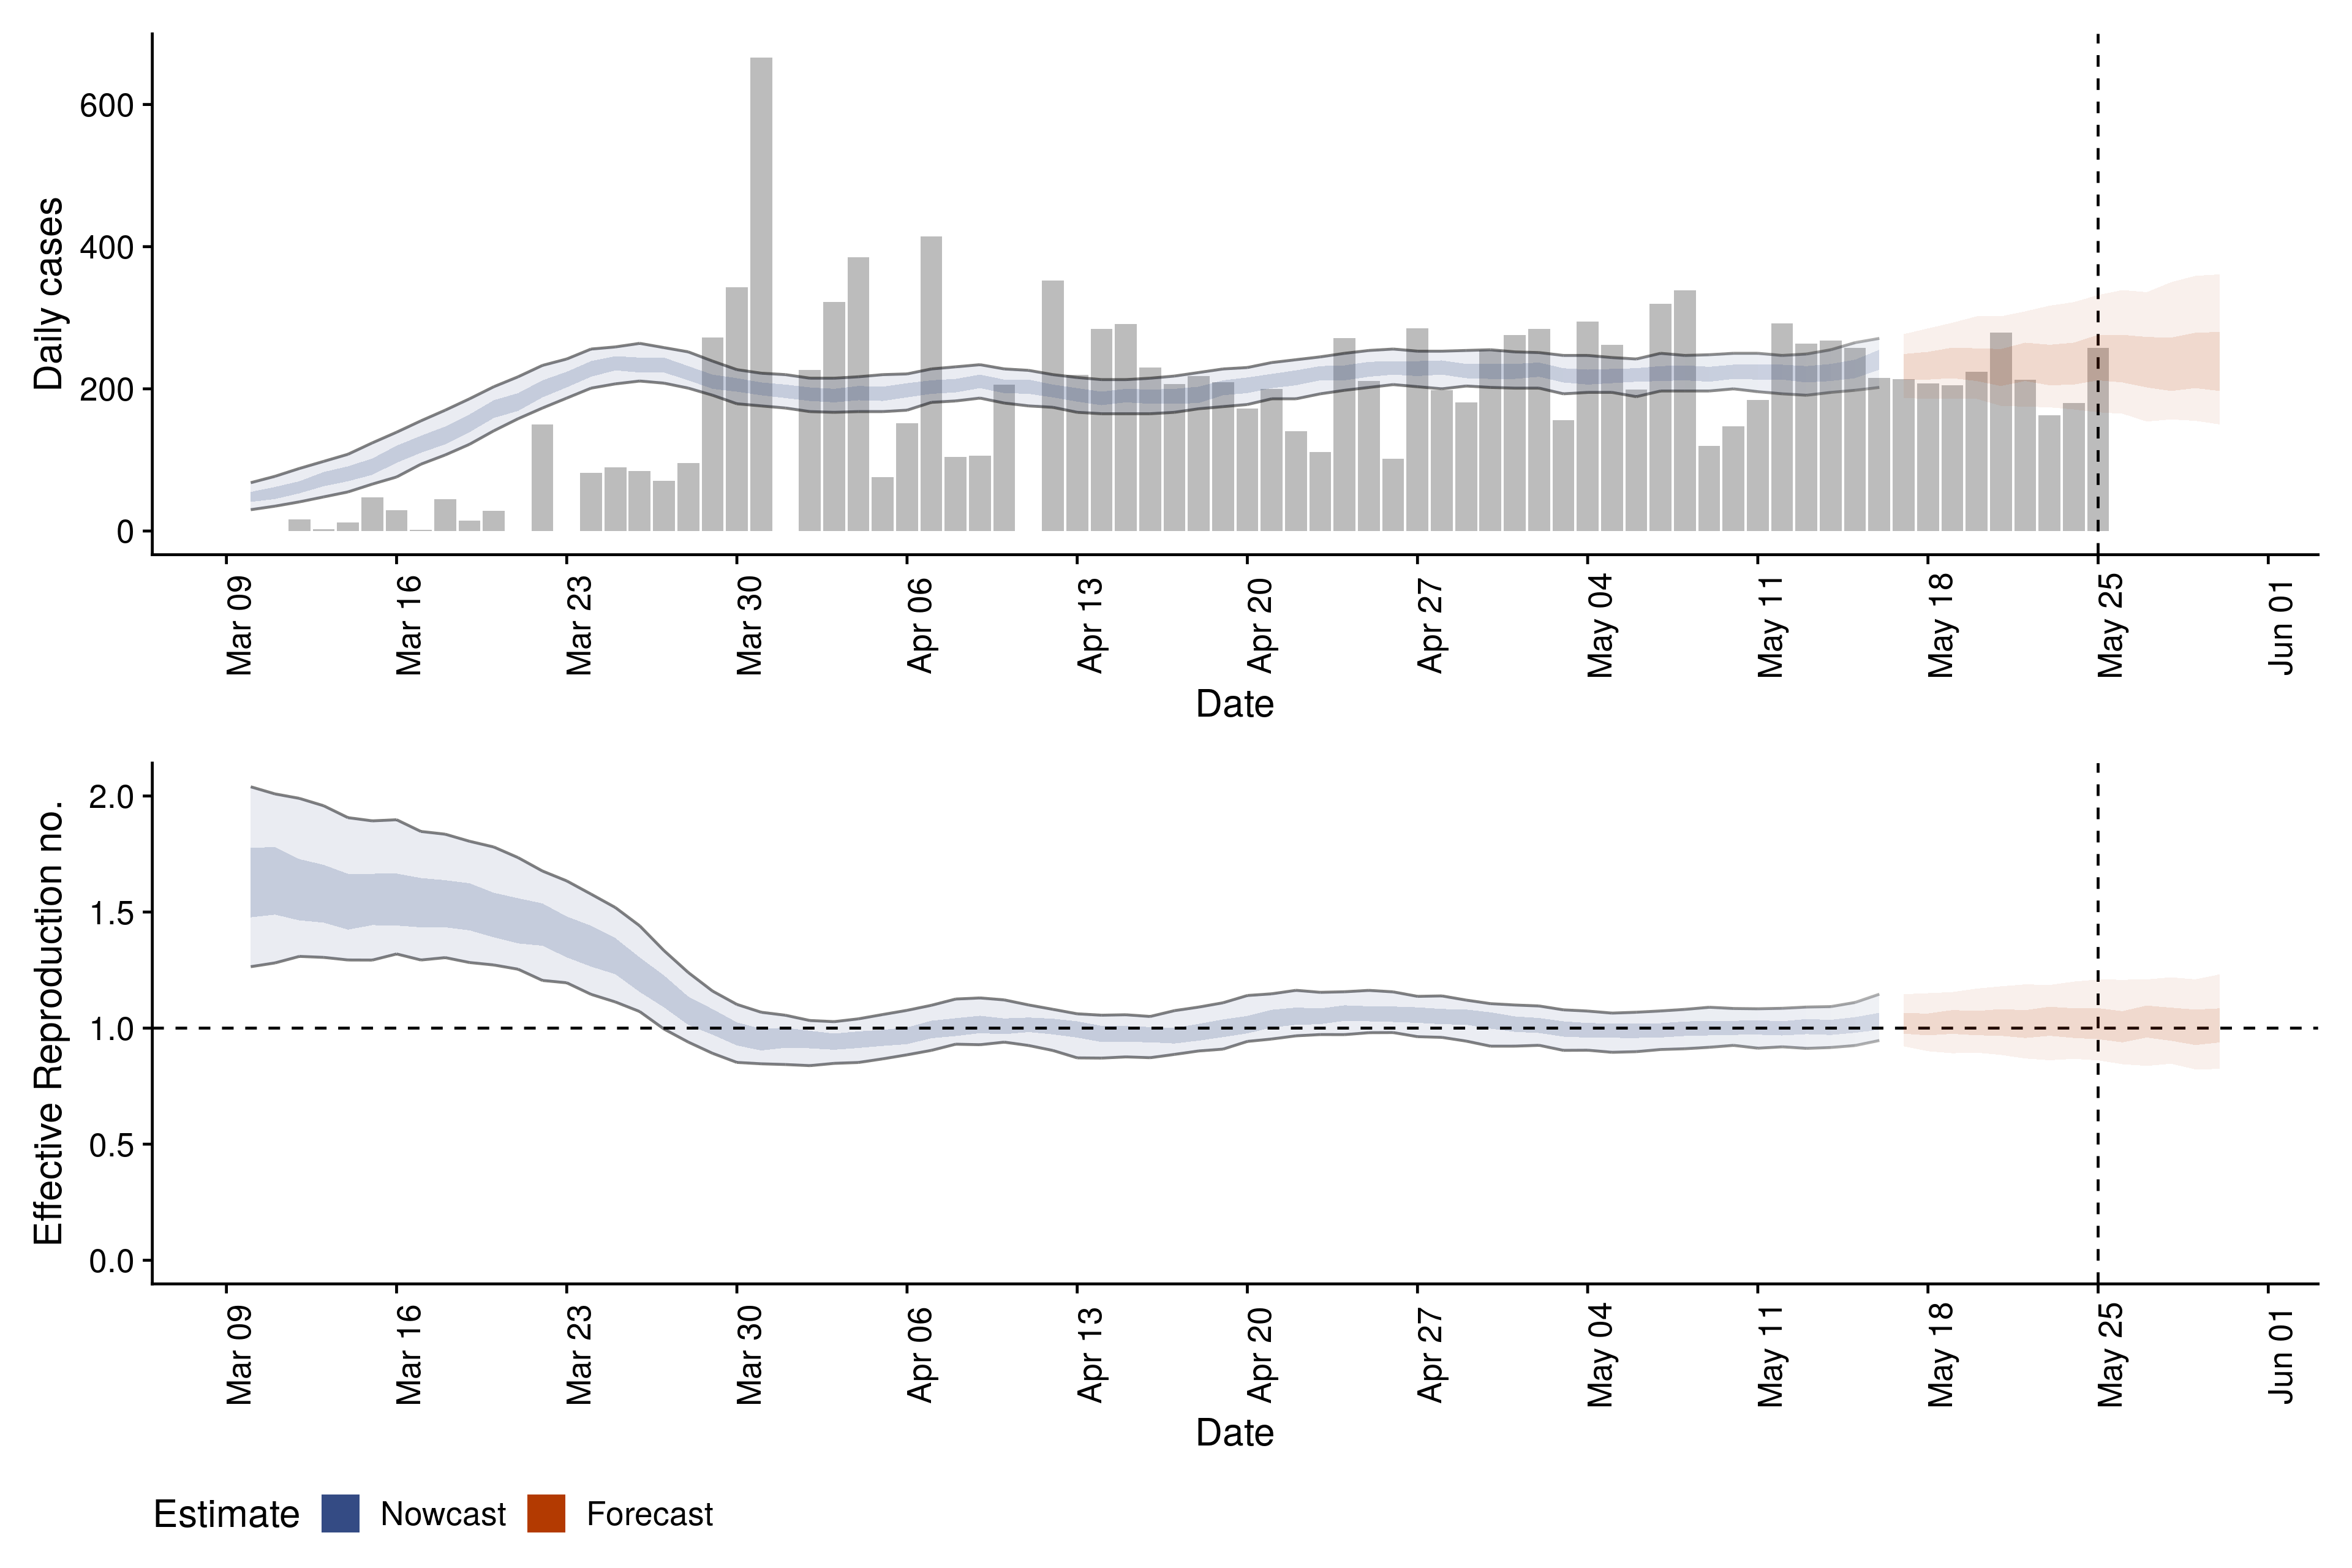 Daily cases
600
400
200
0
Mar 09 Mar 16 Mar 23 Mar 30 Apr 06 Apr 13 Apr 20 Apr 27 May 04 May 11 May 18 May 25 Jun 01
Date
Effective Reproduction no.
2.0
1.5
1.0
0.5
0.0
Mar 09 Mar 16 Mar 23 Mar 30 Apr 06 Apr 13 Apr 20 Apr 27 May 04 May 11 May 18 May 25 Jun 01
Date
Estimate Nowcast Forecast